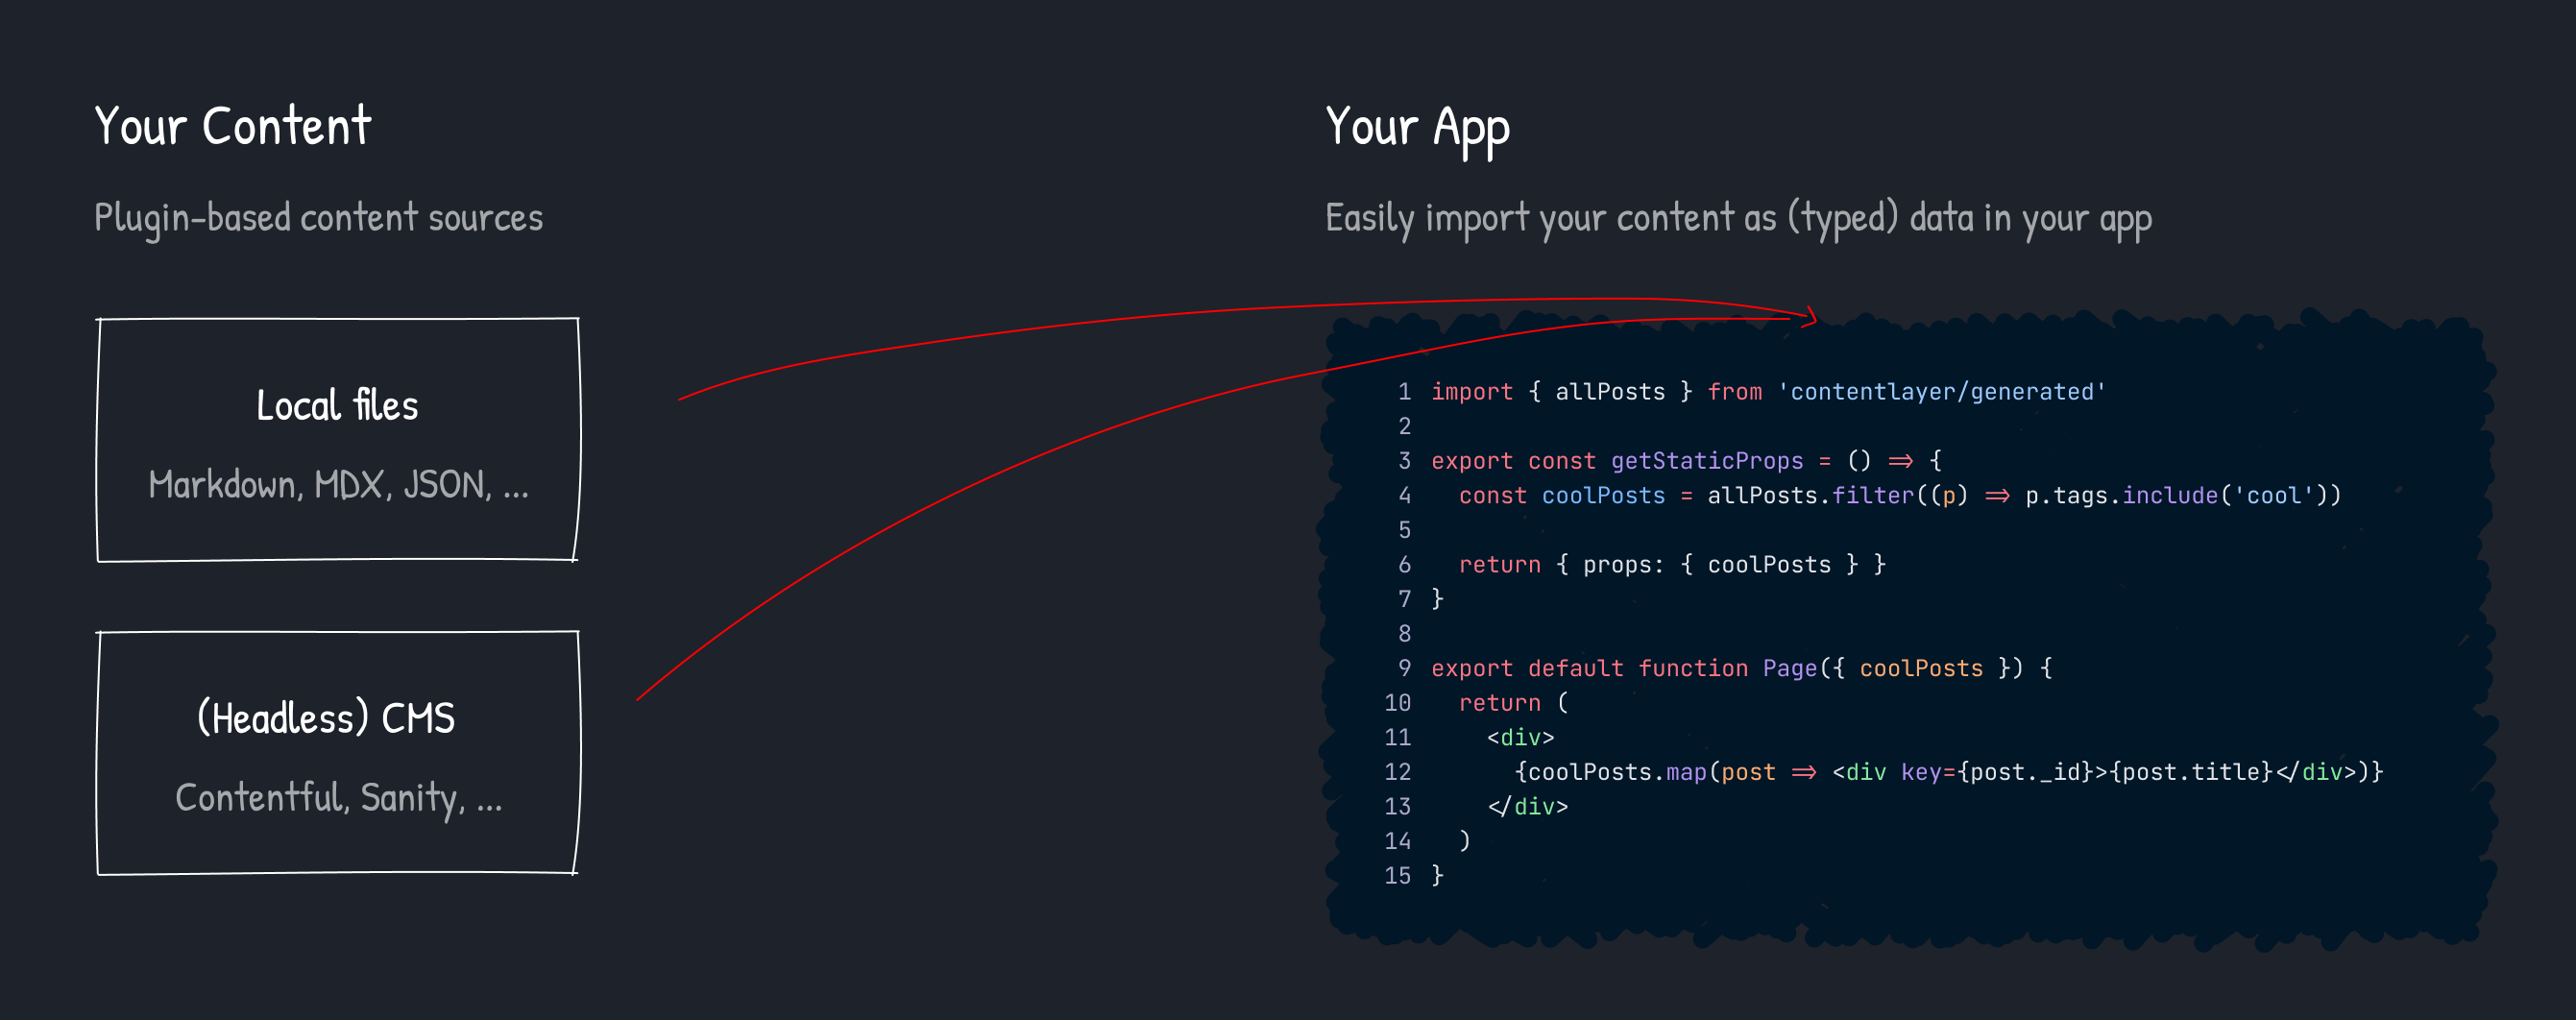 Your Content
Plugin-based content sources
Local files
Markdown, MDX, JSON, ...
(Headless) CMS
Contentful, Sanity, ...
Your App
Easily import your content as (typed) data in your app
1 import { allPosts } from 'contentlayer/generated'
2
3 export const getStaticProps = () => {
4   const coolPosts = allPosts.filter((p) => p.tags.include('cool'))
5
6   return { props: { coolPosts } }
7 }
8
9 export default function Page({ coolPosts }) {
10   return (
11     <div>
12       {coolPosts.map(post => <div key={post._id}>{post.title}</div>)}
13     </div>
14   )
15 }